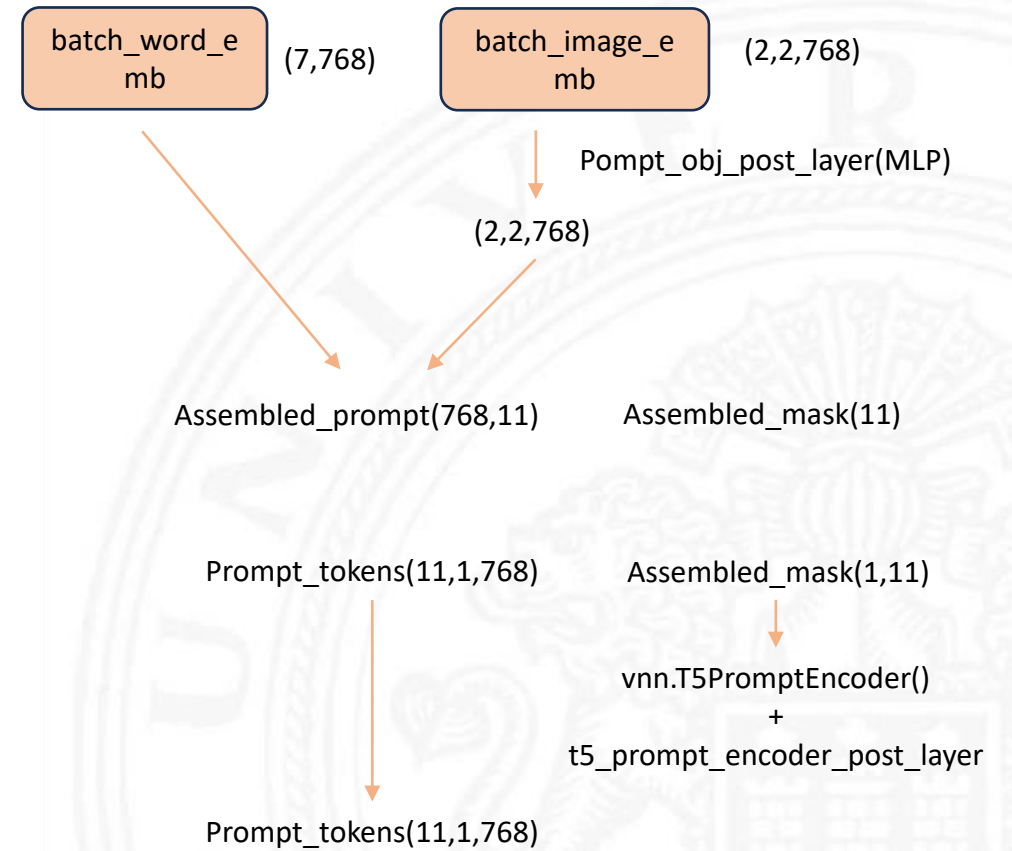 batch_word_e
mb
(7,768)
batch_image_e
mb
(2,2,768)
Pompt_obj_post_layer(MLP)
(2,2,768)
Assembled_prompt(768,11)
Assembled_mask(11)
Prompt_tokens(11,1,768)
Assembled_mask(1,11)
vnn.T5PromptEncoder()
+
t5_prompt_encoder_post_layer
Prompt_tokens(11,1,768)
U N I V E R